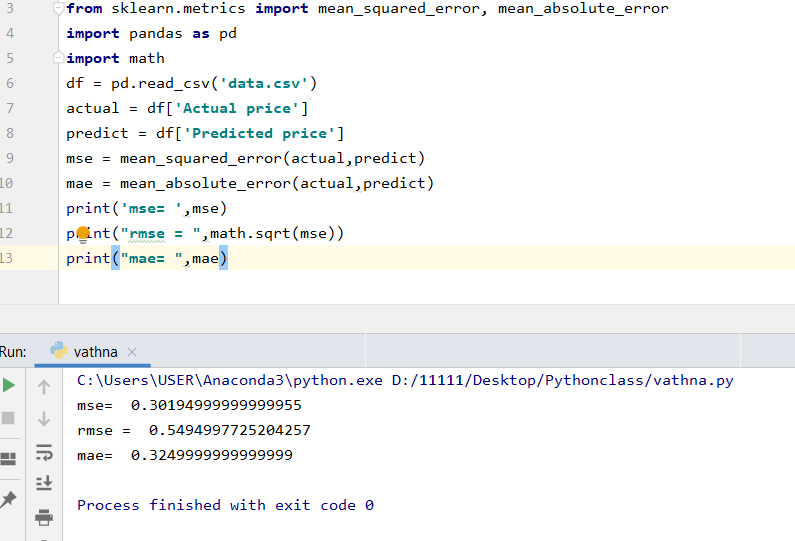 3 from sklearn.metrics import mean_squared_error, mean_absolute_error
4 import pandas as pd
5 import math
6 df = pd.read_csv('data.csv')
7 actual = df['Actual price']
8 predict = df['Predicted price']
9 mse = mean_squared_error(actual,predict)
10 mae = mean_absolute_error(actual,predict)
11 print('mse= ',mse)
12 print("rmse = ",math.sqrt(mse))
13 print("mae= ",mae)
Run: vathna
C:\Users\USER\Anaconda3\python.exe D:/11111/Desktop/Pythonclass/vathna.py
mse=  0.30194999999999955
rmse =  0.5494997725204257
mae=  0.3249999999999999
Process finished with exit code 0